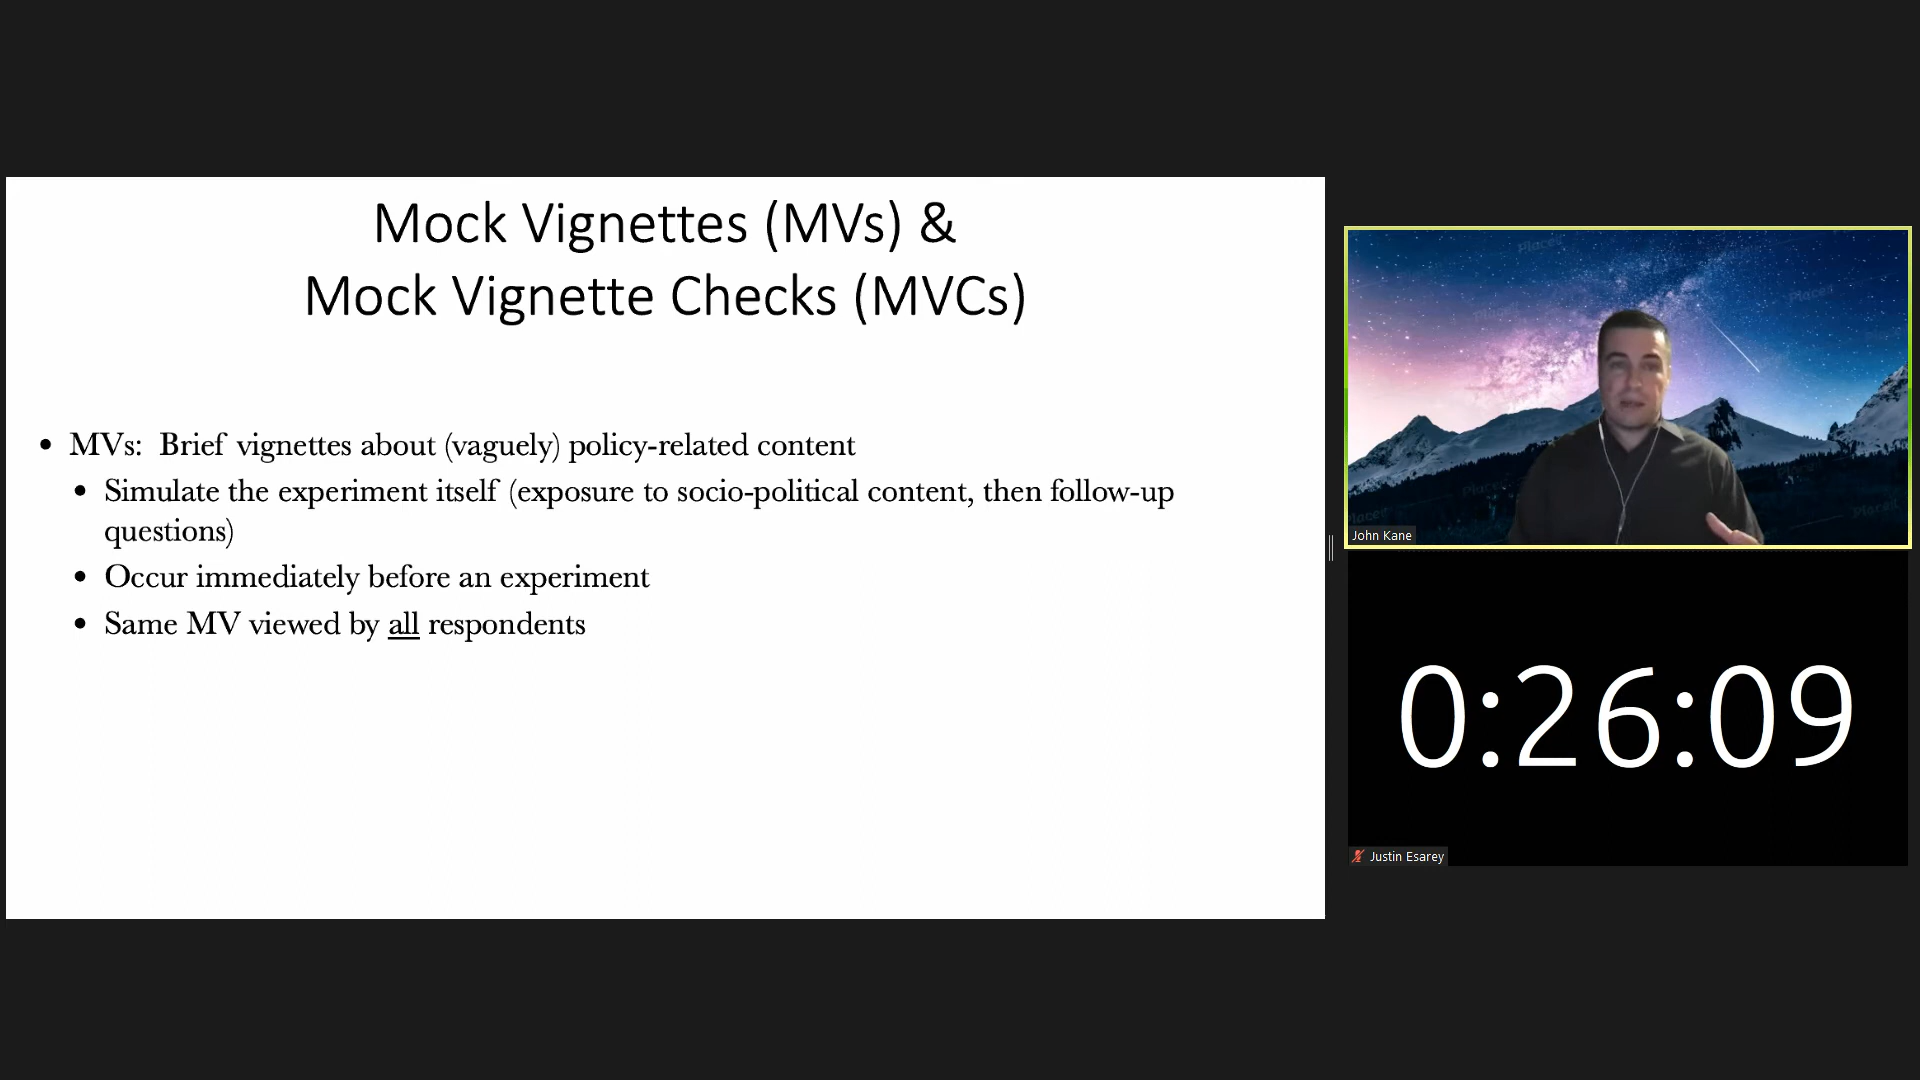 Mock Vignettes (MVs) &
Mock Vignette Checks (MVCs)
• MVs:  Brief vignettes about (vaguely) policy-related content
• Simulate the experiment itself (exposure to socio-political content, then follow-up
questions)
• Occur immediately before an experiment
• Same MV viewed by all respondents
John Kane
0:26:09
Justin Esarey